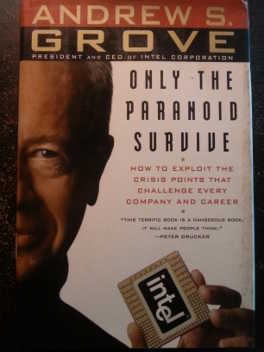 ANDREW S.
GROVE
PRESIDENT AND CEO OF INTEL CORPORATION
ONLY THE
PARANOID
SURVIVE
HOW TO EXPLOIT THE
CRISIS POINTS THAT
CHALLENGE EVERY
COMPANY AND CAREER
"THIS TERRIFIC BOOK IS A DANGEROUS BOOK.
IT WILL MAKE PEOPLE THINK."
—PETER DRUCKER
intel